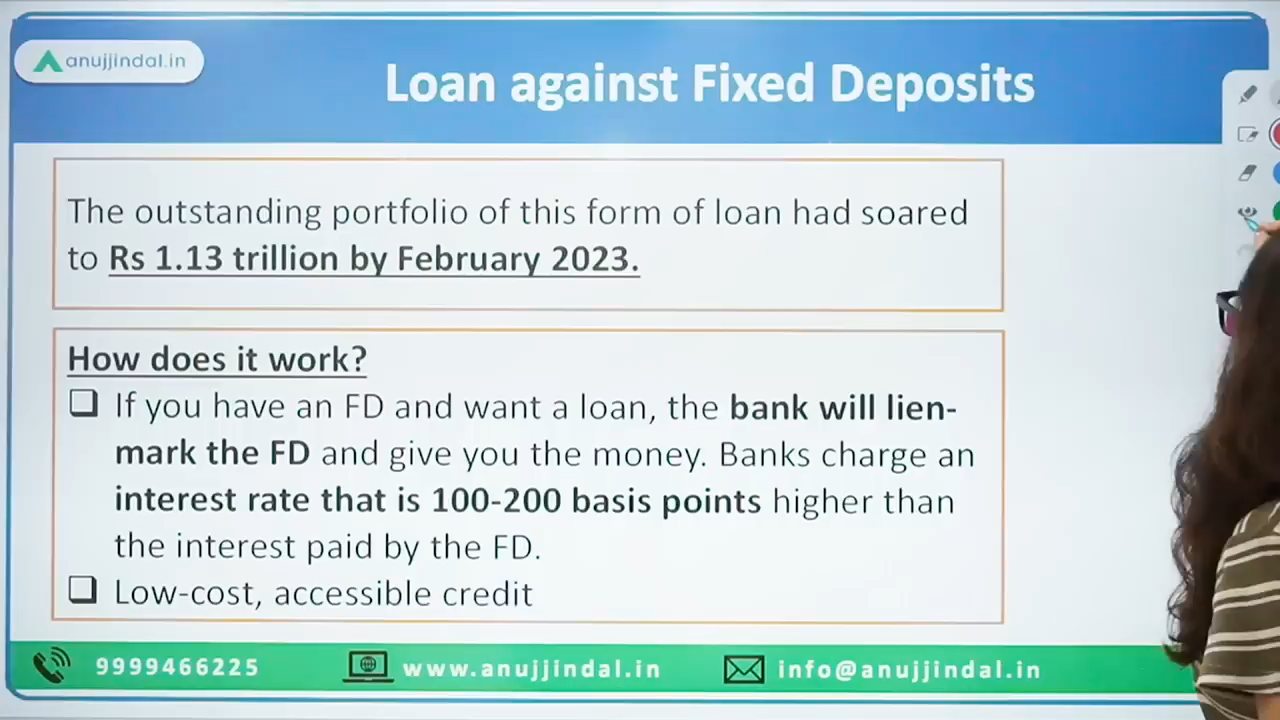 anujjindal.in
Loan against Fixed Deposits
The outstanding portfolio of this form of loan had soared
to Rs 1.13 trillion by February 2023.
How does it work?
If you have an FD and want a loan, the bank will lien-
mark the FD and give you the money. Banks charge an
interest rate that is 100-200 basis points higher than
the interest paid by the FD.
Low-cost, accessible credit
9999466225
www.anujjindal.in
info@anujjindal.in